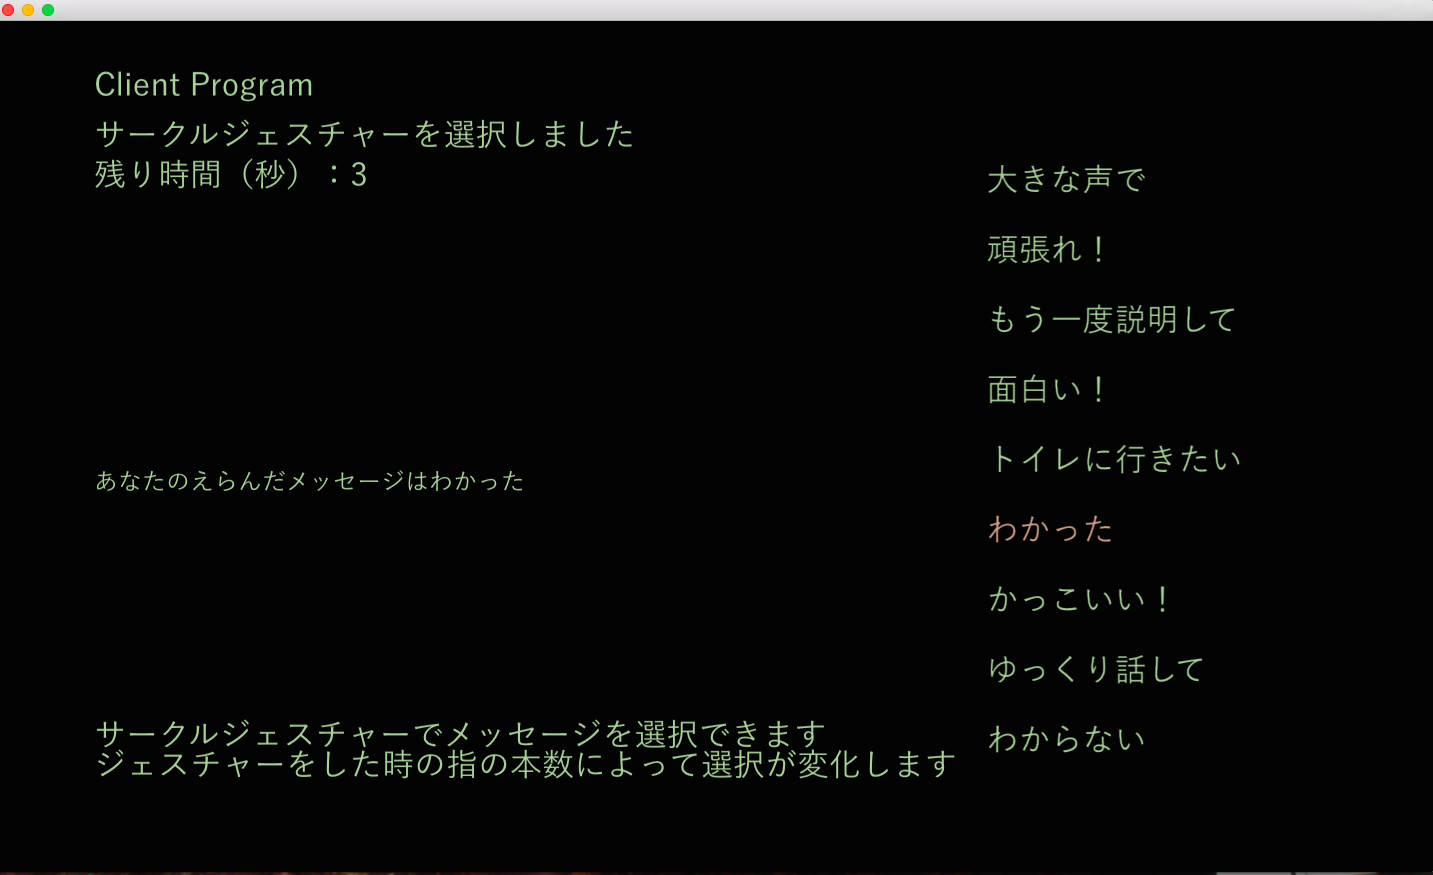 Client Program
サークルジェスチャーを選択しました
残り時間（秒）：3
大きな声で
頑張れ！
もう一度説明して
面白い！
トイレに行きたい
あなたのえらんだメッセージはわかった
わかった
かっこいい！
ゆっくり話して
サークルジェスチャーでメッセージを選択できます
ジェスチャーをした時の指の本数によって選択が変化します
わからない